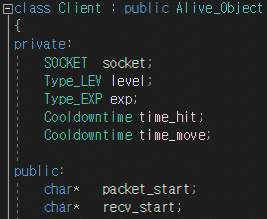 class Client : public Alive_Object
{
private:
SOCKET socket;
Type_LEV level;
Type_EXP exp;
Cooldowntime time_hit;
Cooldowntime time_move;
public:
char* packet_start;
char* recv_start;